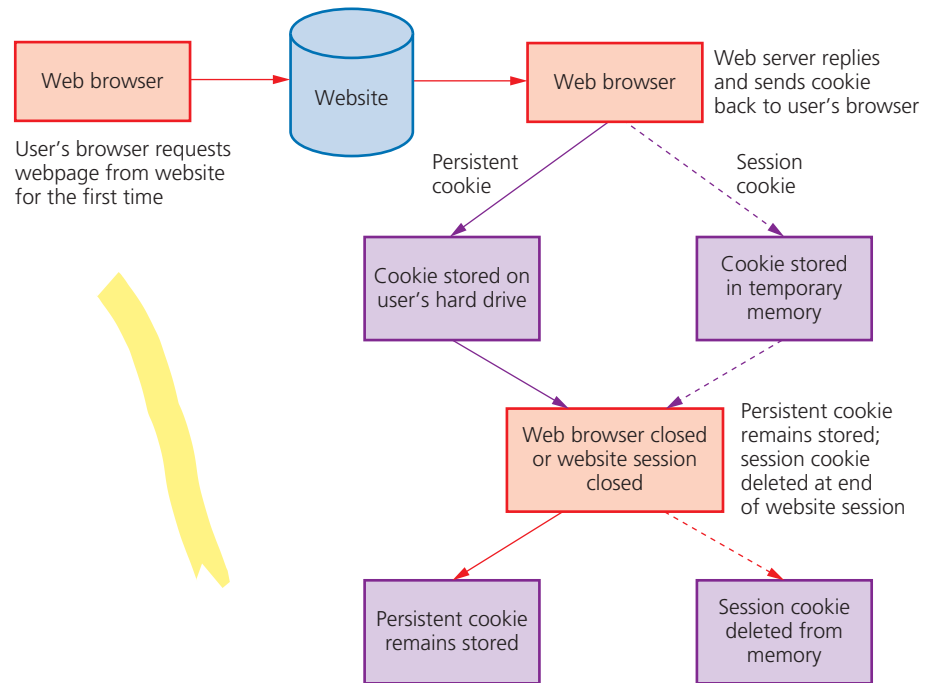 Web browser
Website
Web browser
Web server replies
and sends cookie
back to user's browser
User's browser requests
webpage from website
for the first time
Persistent
cookie
Session
cookie
Cookie stored on
user's hard drive
Cookie stored
in temporary
memory
Web browser closed
or website session
closed
Persistent cookie
remains stored;
session cookie
deleted at end
of website session
Persistent cookie
remains stored
Session cookie
deleted from
memory